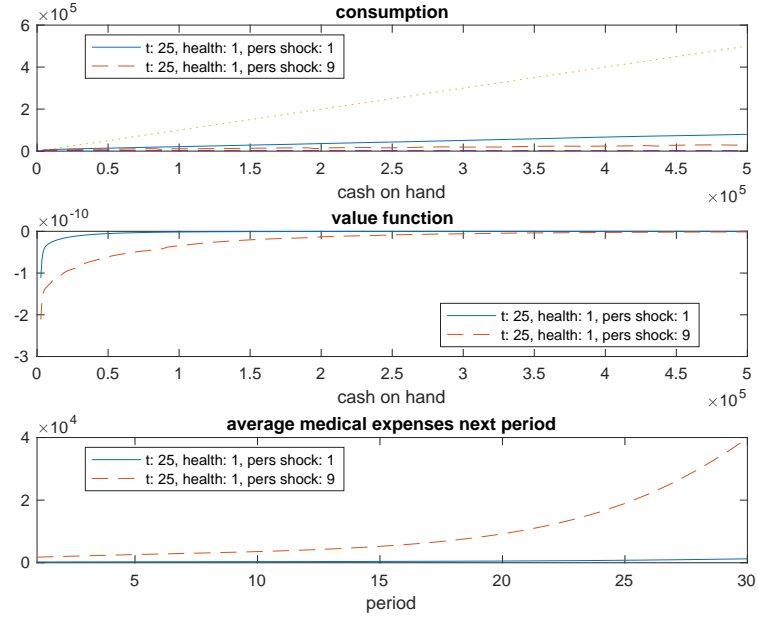 consumption
×10^5
6
4
2
0
t: 25, health: 1, pers shock: 1
t: 25, health: 1, pers shock: 9
0 0.5 1 1.5 2 2.5 3 3.5 4 4.5 5
cash on hand
×10^5
value function
×10^-10
0
-1
-2
-3
t: 25, health: 1, pers shock: 1
t: 25, health: 1, pers shock: 9
0 0.5 1 1.5 2 2.5 3 3.5 4 4.5 5
cash on hand
×10^5
average medical expenses next period
×10^4
4
2
0
t: 25, health: 1, pers shock: 1
t: 25, health: 1, pers shock: 9
5 10 15 20 25 30
period